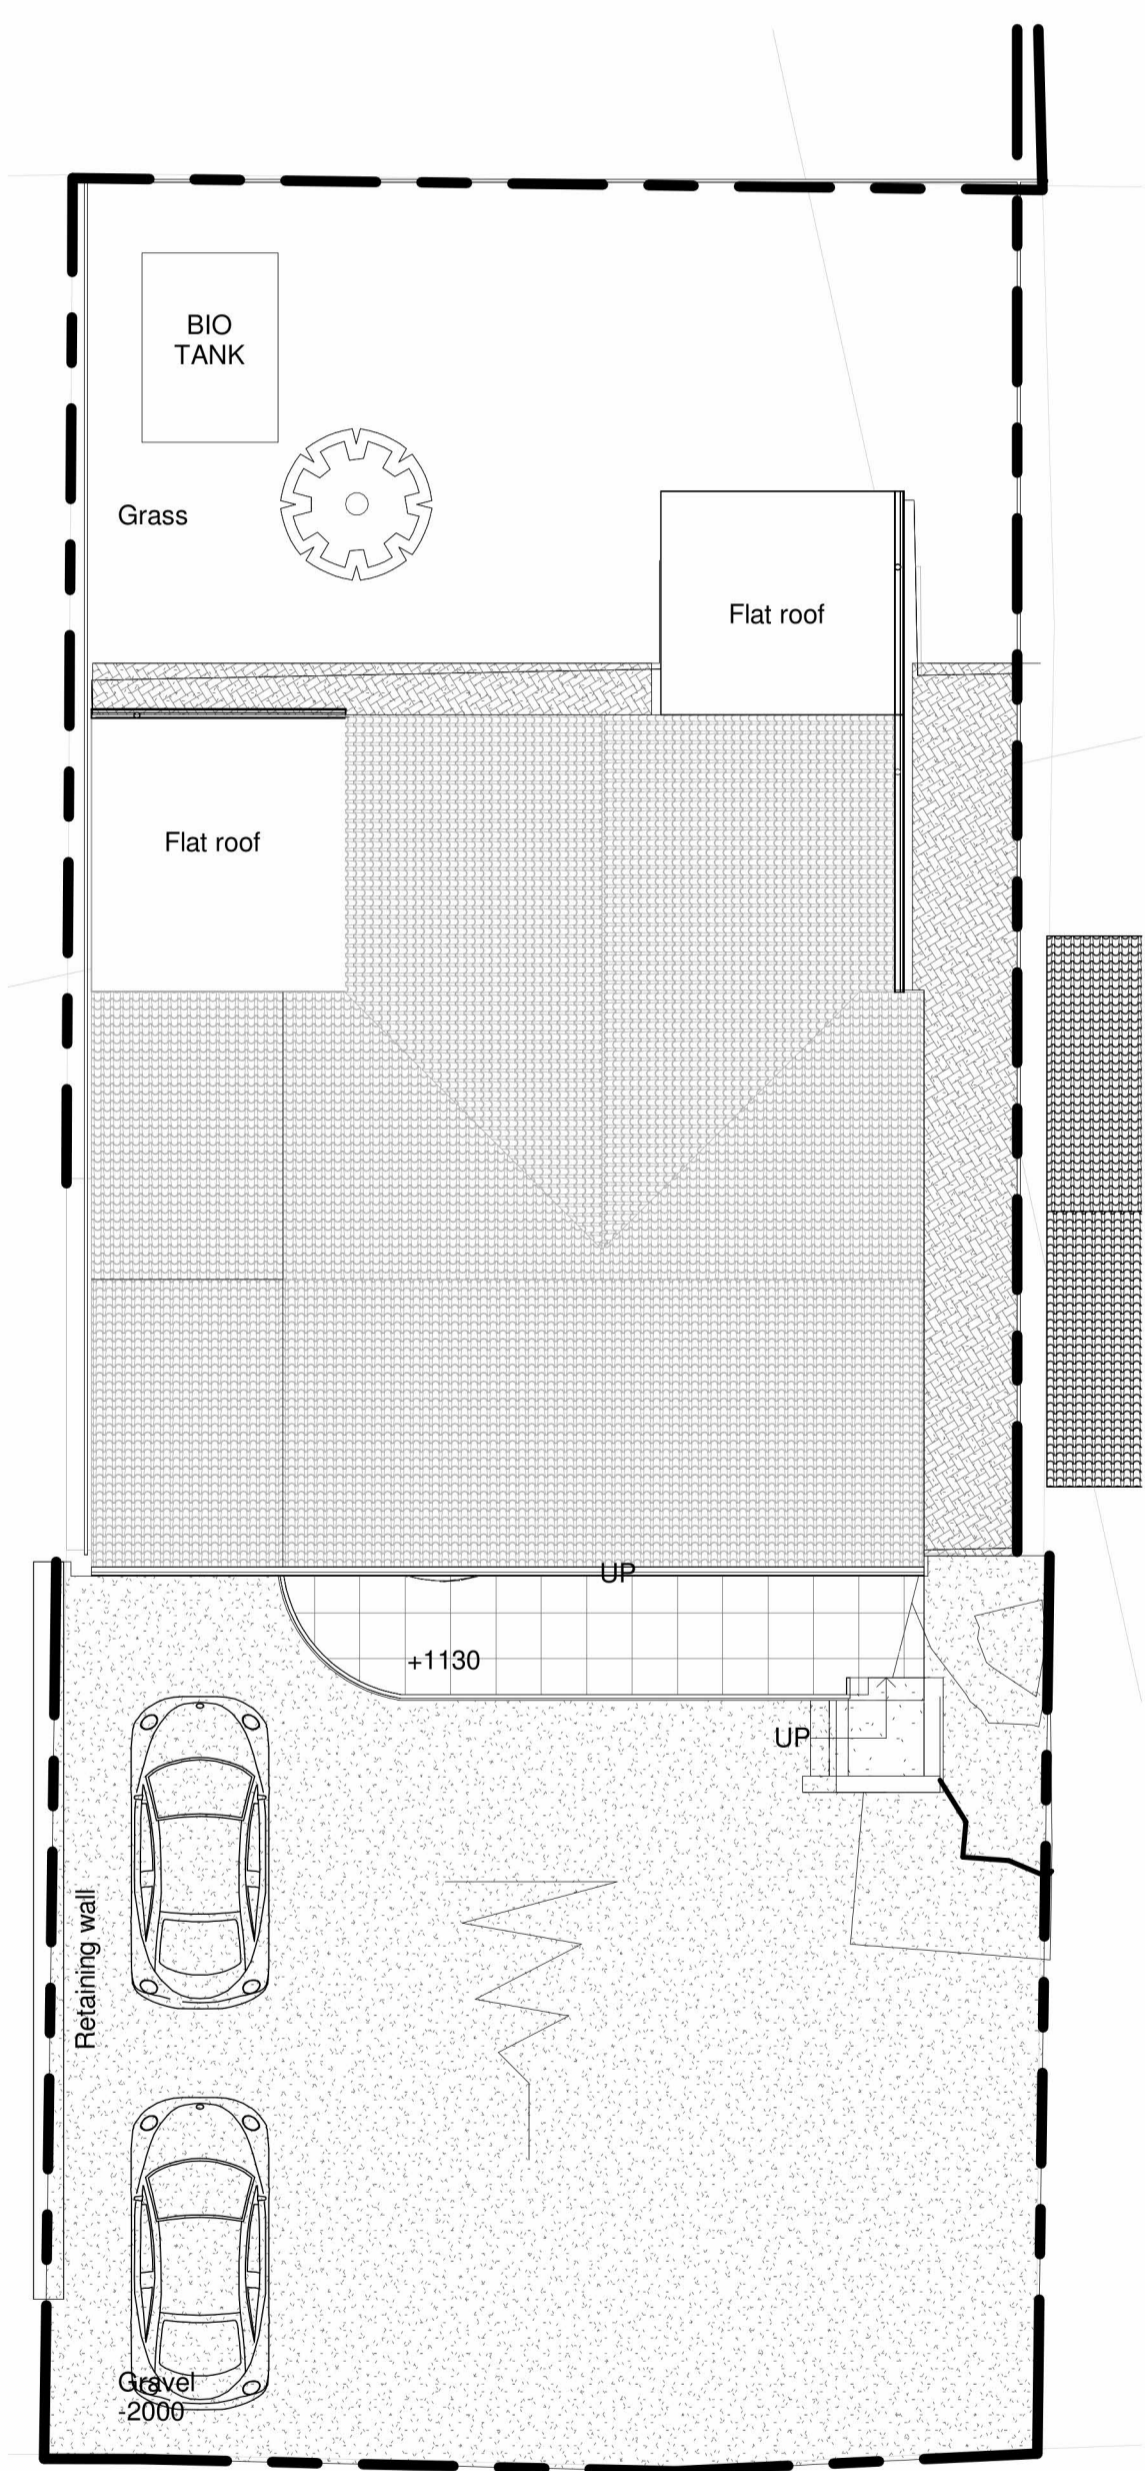 BIO
TANK
Grass
Flat roof
Flat roof
UP
+1130
UP
Retaining wall
Gravel
-2000